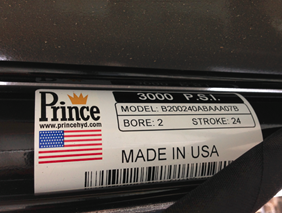 3000 P.S.I.
Prince
www.princehyd.com
MODEL: B200240ABAAA07B
BORE: 2 STROKE: 24
MADE IN USA